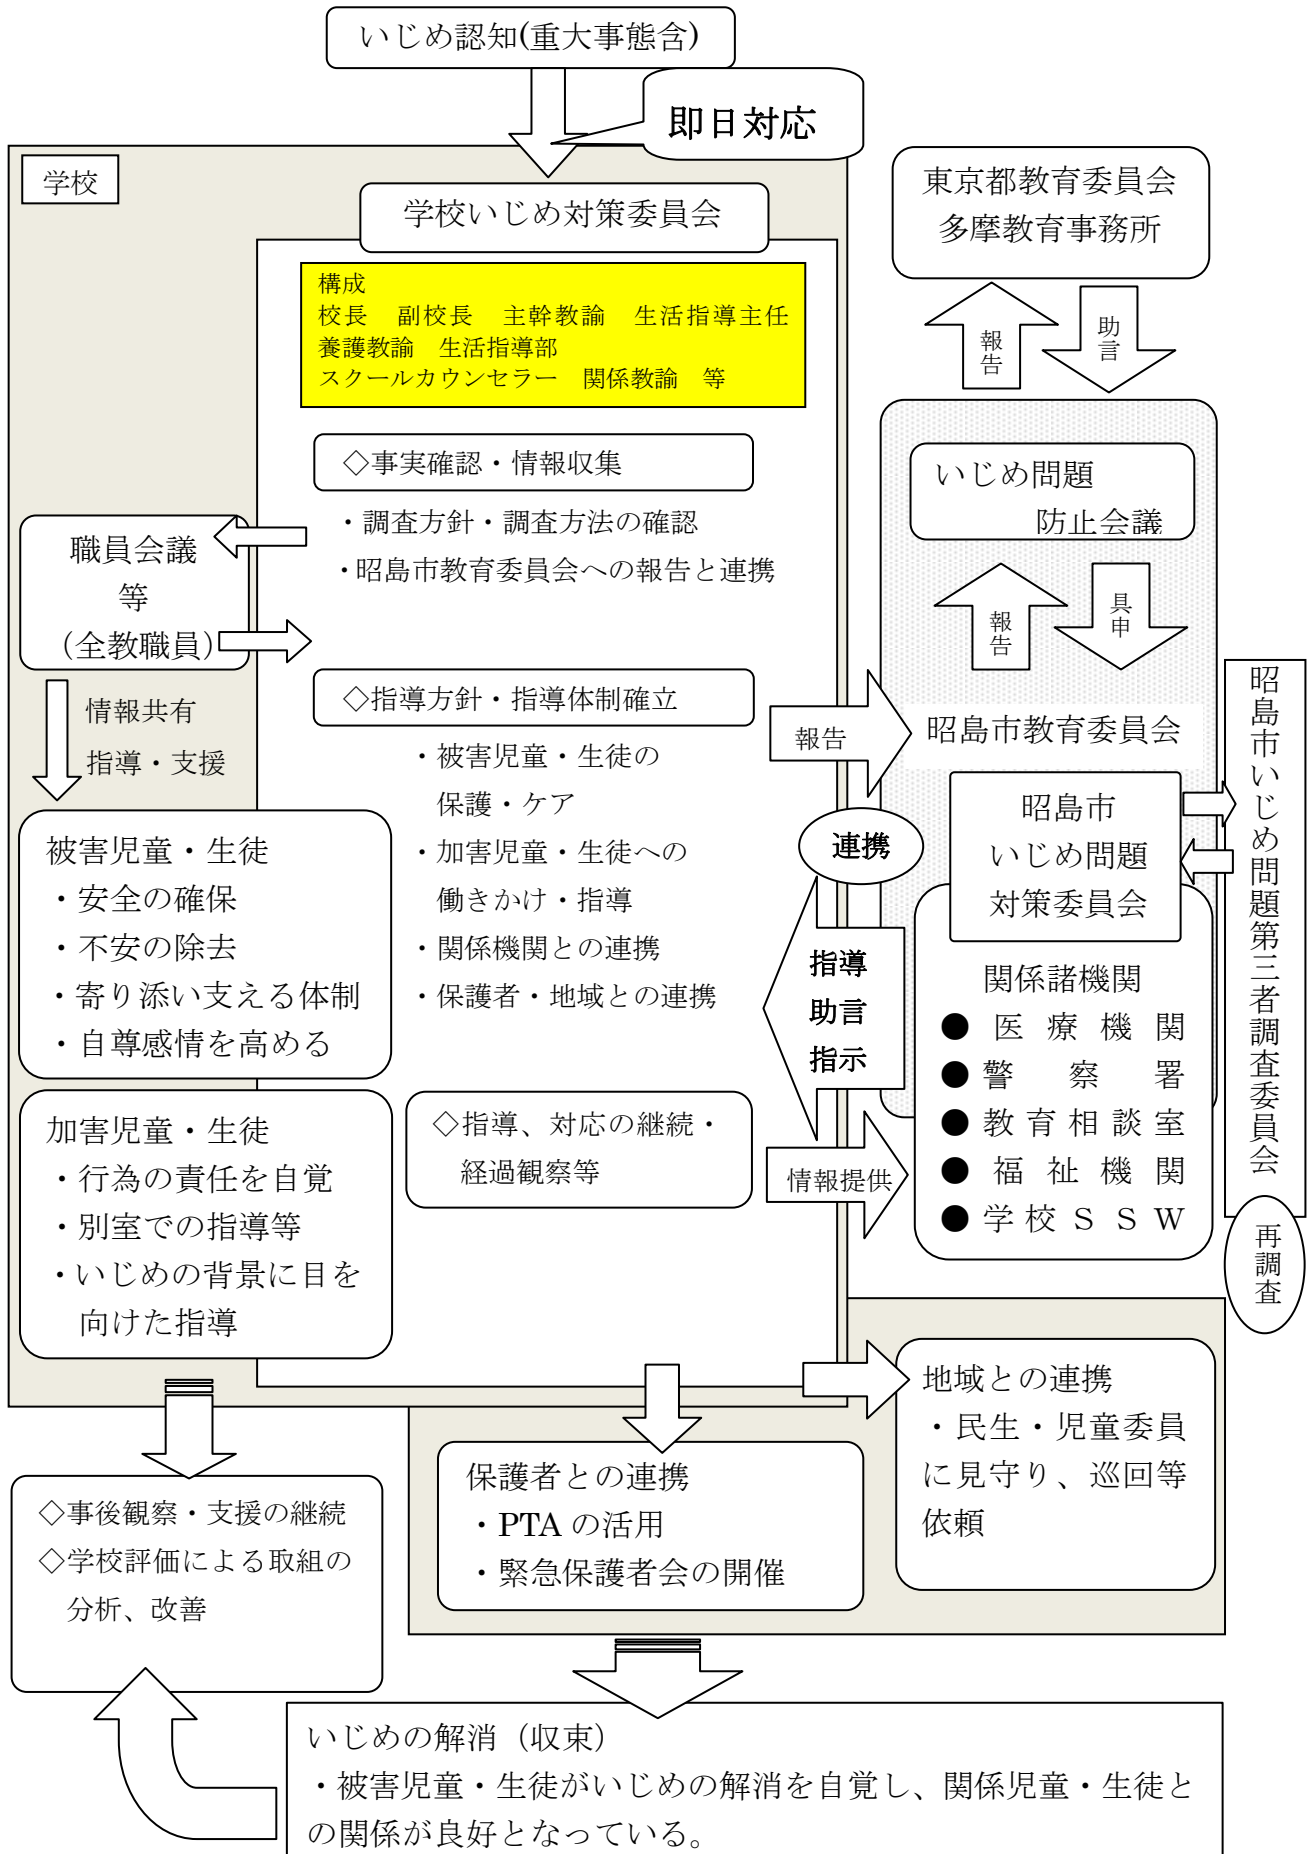 いじめ認知(重大事態含)
即日対応
学校
学校いじめ対策委員会
構成
校長　副校長　主幹教諭　生活指導主任
養護教諭　生活指導部
スクールカウンセラー　関係教諭　等
◇事実確認・情報収集
・調査方針・調査方法の確認
・昭島市教育委員会への報告と連携
職員会議
等
（全教職員）
情報共有
指導・支援
◇指導方針・指導体制確立
・被害児童・生徒の
保護・ケア
・加害児童・生徒への
働きかけ・指導
・関係機関との連携
・保護者・地域との連携
被害児童・生徒
・安全の確保
・不安の除去
・寄り添い支える体制
・自尊感情を高める
加害児童・生徒
・行為の責任を自覚
・別室での指導等
・いじめの背景に目を
向けた指導
◇指導、対応の継続・
経過観察等
東京都教育委員会
多摩教育事務所
報告
助言
いじめ問題
防止会議
報告
具申
報告
昭島市教育委員会
連携
昭島市
いじめ問題
対策委員会
指導
助言
指示
関係諸機関
●医療機関
●警察署
●教育相談室
●福祉機関
●学校ＳＳＷ
情報提供
昭島市いじめ問題第三者調査委員会
再調査
地域との連携
・民生・児童委員
に見守り、巡回等
依頼
保護者との連携
・PTA の活用
・緊急保護者会の開催
◇事後観察・支援の継続
◇学校評価による取組の
分析、改善
いじめの解消（収束）
・被害児童・生徒がいじめの解消を自覚し、関係児童・生徒と
の関係が良好となっている。